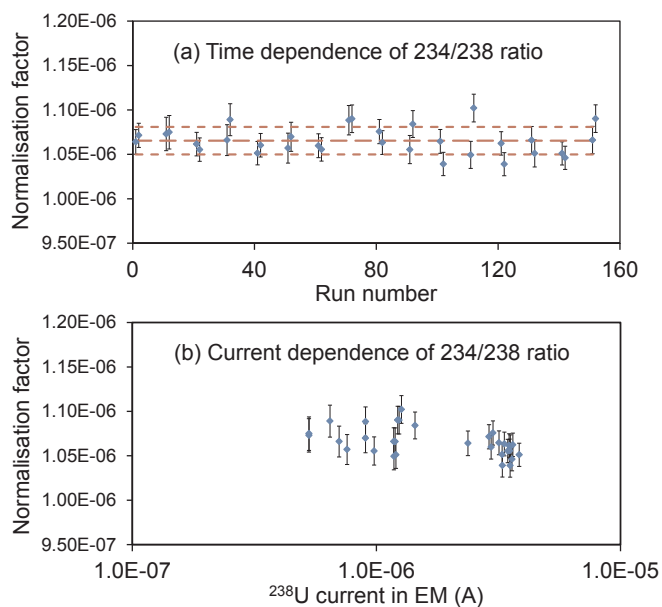 1.20E-06
(a) Time dependence of 234/238 ratio
1.15E-06
1.10E-06
1.05E-06
1.00E-06
9.50E-07
Normalisation factor
0 40 80 120 160
Run number
1.20E-06
(b) Current dependence of 234/238 ratio
1.15E-06
1.10E-06
1.05E-06
1.00E-06
9.50E-07
Normalisation factor
1.0E-07 1.0E-06 1.0E-05
²³⁸U current in EM (A)